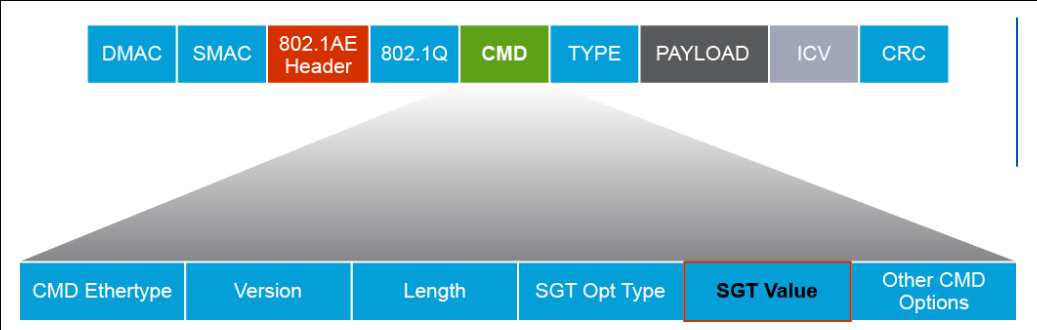 DMAC SMAC 802.1AE Header 802.1Q CMD TYPE PAYLOAD ICV CRC
CMD Ethertype Version Length SGT Opt Type SGT Value Other CMD Options